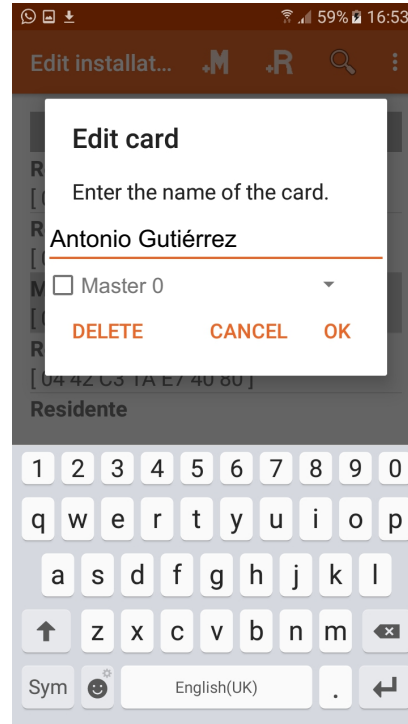 59% 16:53
Edit installat... +M +R
Edit card
Enter the name of the card.
Antonio Gutiérrez
Master 0
DELETE CANCEL OK
R
[ 04 42 C3 1A E7 40 80 ]
Residente
1 2 3 4 5 6 7 8 9 0
q w e r t y u i o p
a s d f g h j k l
z x c v b n m
Sym English(UK) .